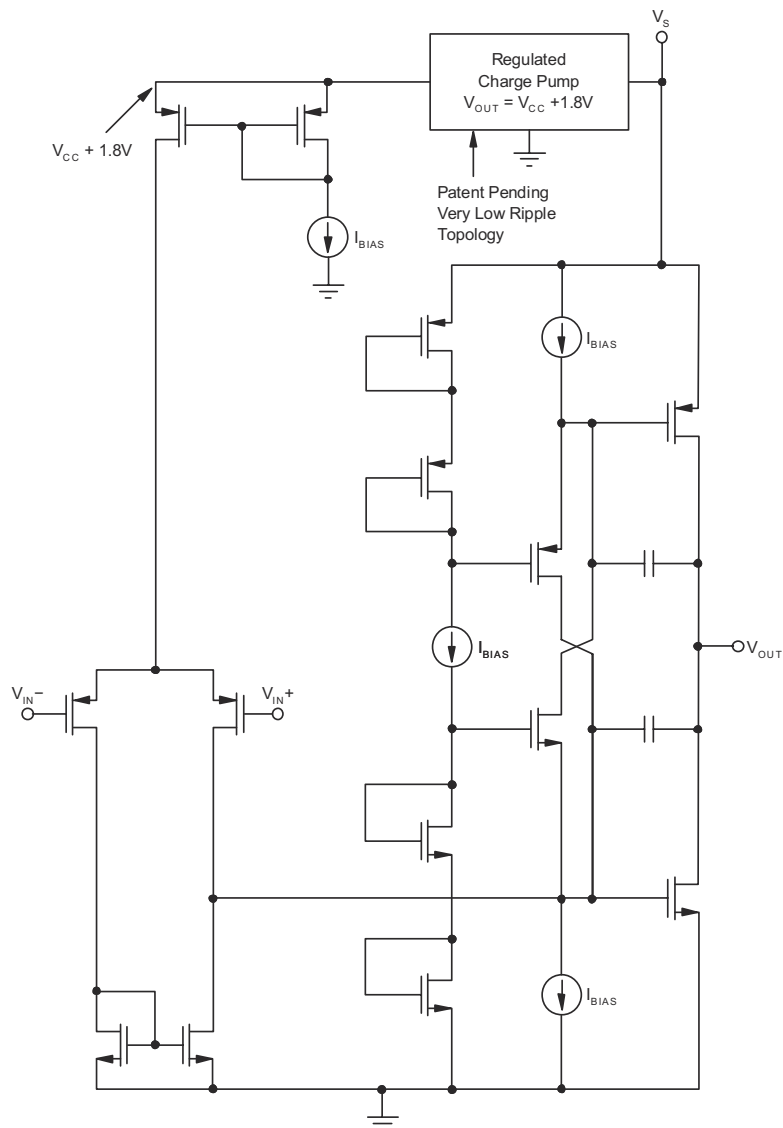 V_S
Regulated
Charge Pump
V_OUT = V_CC +1.8V
V_CC + 1.8V
Patent Pending
Very Low Ripple
Topology
I_BIAS
I_BIAS
I_BIAS
V_OUT
V_IN−
V_IN+
I_BIAS